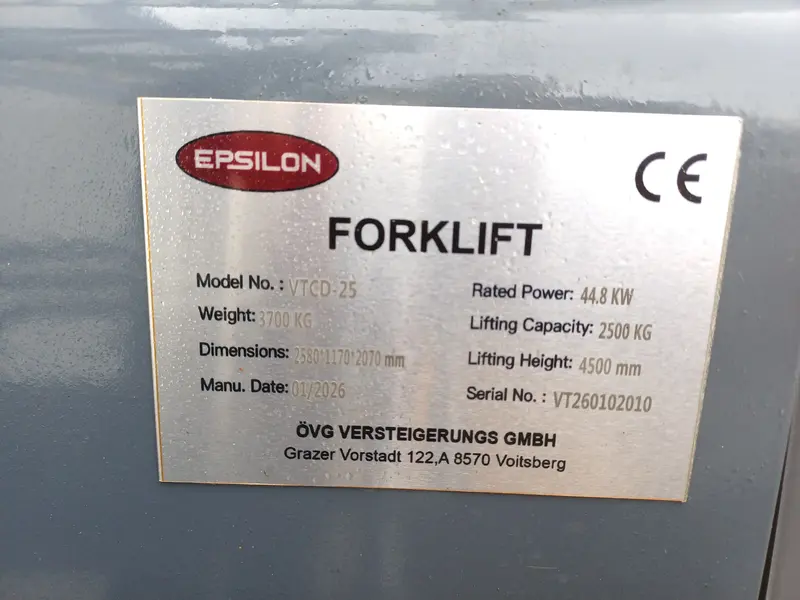 EPSILON
CE
FORKLIFT
Model No. : VTCD-25
Weight: 3700 KG
Dimensions: 2580*1170*2070 mm
Manu. Date: 01/2026
Rated Power: 44.8 KW
Lifting Capacity: 2500 KG
Lifting Height: 4500 mm
Serial No. : VT260102010
ÖVG VERSTEIGERUNGS GMBH
Grazer Vorstadt 122,A 8570 Voitsberg